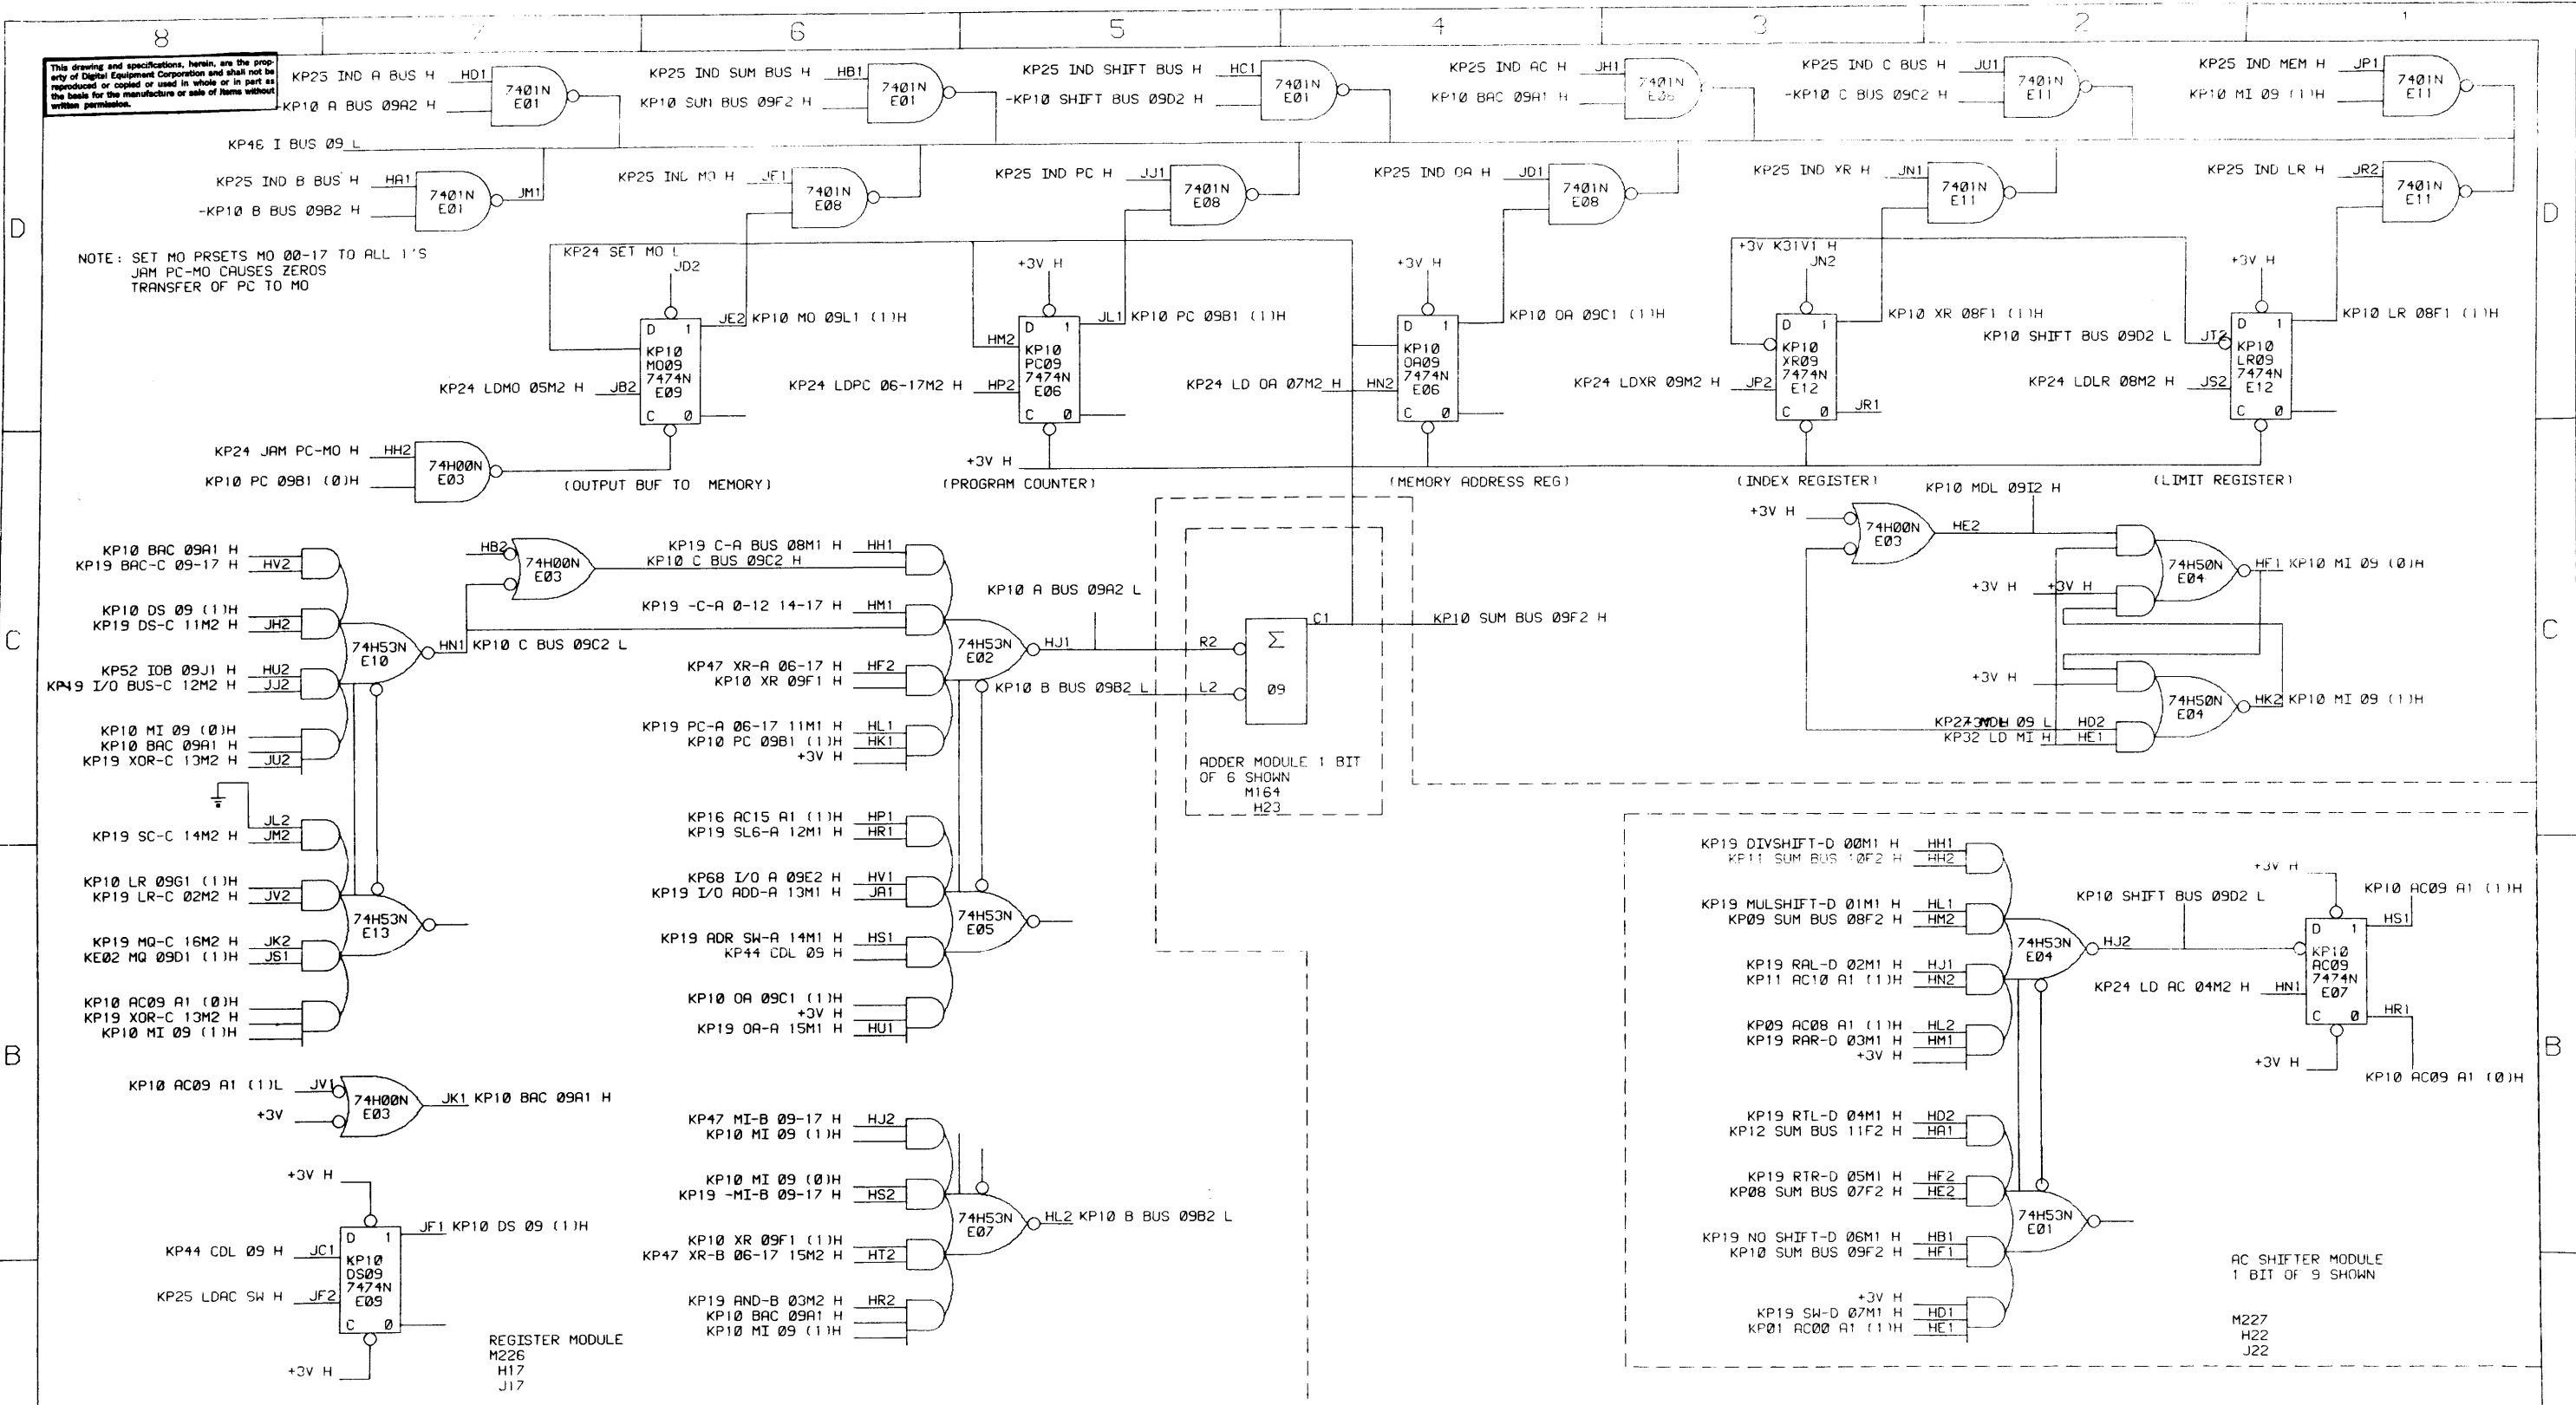 8
7
6
5
4
3
2
1
This drawing and specifications, herein, are the prop-
erty of Digital Equipment Corporation and shall not be
reproduced or copied or used in whole or in part as
the basis for the manufacture or sale of items without
written permission.
KP25 IND A BUS H HD1
-KP10 A BUS 09A2 H
7401N
E01
KP25 IND SUM BUS H HB1
KP10 SUM BUS 09F2 H
7401N
E01
KP25 IND SHIFT BUS H HC1
-KP10 SHIFT BUS 09D2 H
7401N
E01
KP25 IND AC H JH1
KP10 BAC 09A1 H
7401N
KP25 IND C BUS H JU1
-KP10 C BUS 09C2 H
7401N
E11
KP25 IND MEM H JP1
KP10 MI 09 (1)H
7401N
E11
KP46 I BUS 09 L
KP25 IND B BUS H HA1
-KP10 B BUS 09B2 H
7401N
E01
JM1
KP25 IND MO H JE1
7401N
E08
KP25 IND PC H JJ1
7401N
E08
KP25 IND OA H JD1
7401N
E08
KP25 IND XR H JN1
7401N
E11
KP25 IND LR H JR2
7401N
E11
D
D
NOTE: SET MO PRSETS MO 00-17 TO ALL 1'S
JAM PC-MO CAUSES ZEROS
TRANSFER OF PC TO MO
KP24 SET MO L
JD2
D 1
KP10
MO09
7474N
E09
C 0
JE2 KP10 MO 09L1 (1)H
KP24 LDMO 05M2 H JB2
+3V H
HM2
D 1
KP10
PC09
7474N
E06
C 0
JL1 KP10 PC 09B1 (1)H
KP24 LDPC 06-17M2 H HP2
+3V H
D 1
KP10
OA09
7474N
E06
C 0
KP10 OA 09C1 (1)H
KP24 LD OA 07M2 H HN2
+3V K31V1 H
JN2
D 1
KP10
XR09
7474N
E12
C 0
JR1
KP10 XR 08F1 (1)H
KP24 LDXR 09M2 H JP2
+3V H
KP10 SHIFT BUS 09D2 L JT2
D 1
KP10
LR09
7474N
E12
C 0
KP10 LR 08F1 (1)H
KP24 LDLR 08M2 H JS2
KP24 JAM PC-MO H HH2
KP10 PC 09B1 (0)H
74H00N
E03
+3V H
(OUTPUT BUF TO MEMORY)
(PROGRAM COUNTER)
(MEMORY ADDRESS REG)
(INDEX REGISTER)
(LIMIT REGISTER)
C
C
KP10 BAC 09A1 H
KP19 BAC-C 09-17 H HV2
KP10 DS 09 (1)H
KP19 DS-C 11M2 H JH2
KP52 IOB 09J1 H HU2
KP19 I/O BUS-C 12M2 H JJ2
KP10 MI 09 (0)H
KP10 BAC 09A1 H
KP19 XOR-C 13M2 H JU2
74H53N
E10
HN1 KP10 C BUS 09C2 L
HB2
74H00N
E03
KP19 C-A BUS 08M1 H HH1
KP10 C BUS 09C2 H
KP19 -C-A 0-12 14-17 H HM1
KP47 XR-A 06-17 H HF2
KP10 XR 09F1 H
KP19 PC-A 06-17 11M1 H HL1
KP10 PC 09B1 (1)H HK1
+3V H
74H53N
E02
HJ1
KP10 A BUS 09A2 L
KP10 B BUS 09B2 L
R2
L2
Σ
09
C1
KP10 SUM BUS 09F2 H
ADDER MODULE 1 BIT
OF 6 SHOWN
M164
H23
+3V H
74H00N
E03
HE2
KP10 MDL 09I2 H
+3V H
+3V H
74H50N
E04
HF1 KP10 MI 09 (0)H
+3V H
74H50N
E04
HK2 KP10 MI 09 (1)H
MDL 09 L HD2
KP32 LD MI H HE1
JL2
KP19 SC-C 14M2 H JM2
KP10 LR 09G1 (1)H
KP19 LR-C 02M2 H JV2
KP19 MQ-C 16M2 H JK2
KE02 MQ 09D1 (1)H JS1
KP10 AC09 A1 (0)H
KP19 XOR-C 13M2 H
KP10 MI 09 (1)H
74H53N
E13
KP16 AC15 A1 (1)H HP1
KP19 SL6-A 12M1 H HR1
KP68 I/O A 09E2 H HV1
KP19 I/O ADD-A 13M1 H JA1
KP19 ADR SW-A 14M1 H HS1
KP44 CDL 09 H
KP10 OA 09C1 (1)H
+3V H
KP19 OA-A 15M1 H HU1
74H53N
E05
KP19 DIVSHIFT-D 00M1 H HH1
KP11 SUM BUS 10F2 H HH2
KP19 MULSHIFT-D 01M1 H HL1
KP09 SUM BUS 08F2 H HM2
KP19 RAL-D 02M1 H HJ1
KP11 AC10 A1 (1)H HN2
KP09 AC08 A1 (1)H HL2
KP19 RAR-D 03M1 H HM1
+3V H
74H53N
E04
HJ2
KP10 SHIFT BUS 09D2 L
+3V H
D 1
KP10
AC09
7474N
E07
C 0
KP24 LD AC 04M2 H HN1
KP10 AC09 A1 (1)H
HS1
HR1
+3V H
KP10 AC09 A1 (0)H
B
B
KP10 AC09 A1 (1)L JV1
+3V
74H00N
E03
JK1 KP10 BAC 09A1 H
KP47 MI-B 09-17 H HJ2
KP10 MI 09 (1)H
KP10 MI 09 (0)H
KP19 -MI-B 09-17 H HS2
KP10 XR 09F1 (1)H
KP47 XR-B 06-17 15M2 H HT2
KP19 AND-B 03M2 H HR2
KP10 BAC 09A1 H
KP10 MI 09 (1)H
74H53N
E07
HL2 KP10 B BUS 09B2 L
KP19 RTL-D 04M1 H HD2
KP12 SUM BUS 11F2 H HA1
KP19 RTR-D 05M1 H HF2
KP08 SUM BUS 07F2 H HE2
KP19 NO SHIFT-D 06M1 H HB1
KP10 SUM BUS 09F2 H HF1
+3V H
KP19 SW-D 07M1 H HD1
KP01 AC00 A1 (1)H HE1
74H53N
E01
+3V H
D 1
KP10
DS09
7474N
E09
C 0
JF1 KP10 DS 09 (1)H
KP44 CDL 09 H JC1
KP25 LDAC SW H JF2
+3V H
REGISTER MODULE
M226
H17
J17
AC SHIFTER MODULE
1 BIT OF 9 SHOWN
M227
H22
J22